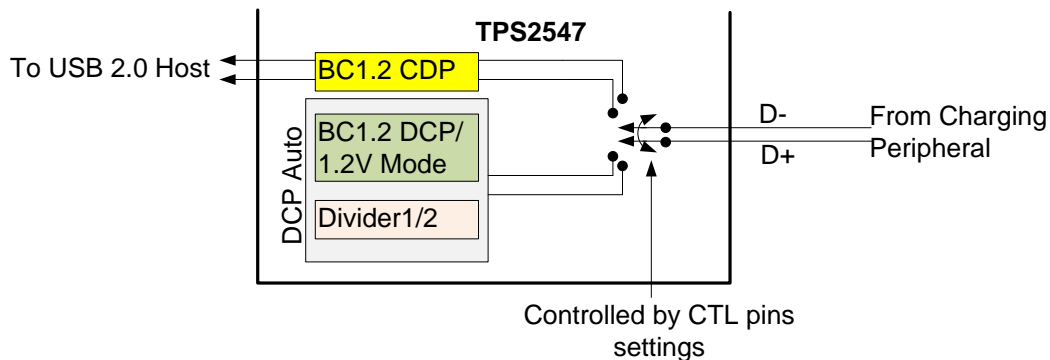 TPS2547
To USB 2.0 Host
BC1.2 CDP
DCP Auto
BC1.2 DCP/
1.2V Mode
Divider1/2
D-
D+
From Charging
Peripheral
Controlled by CTL pins
settings